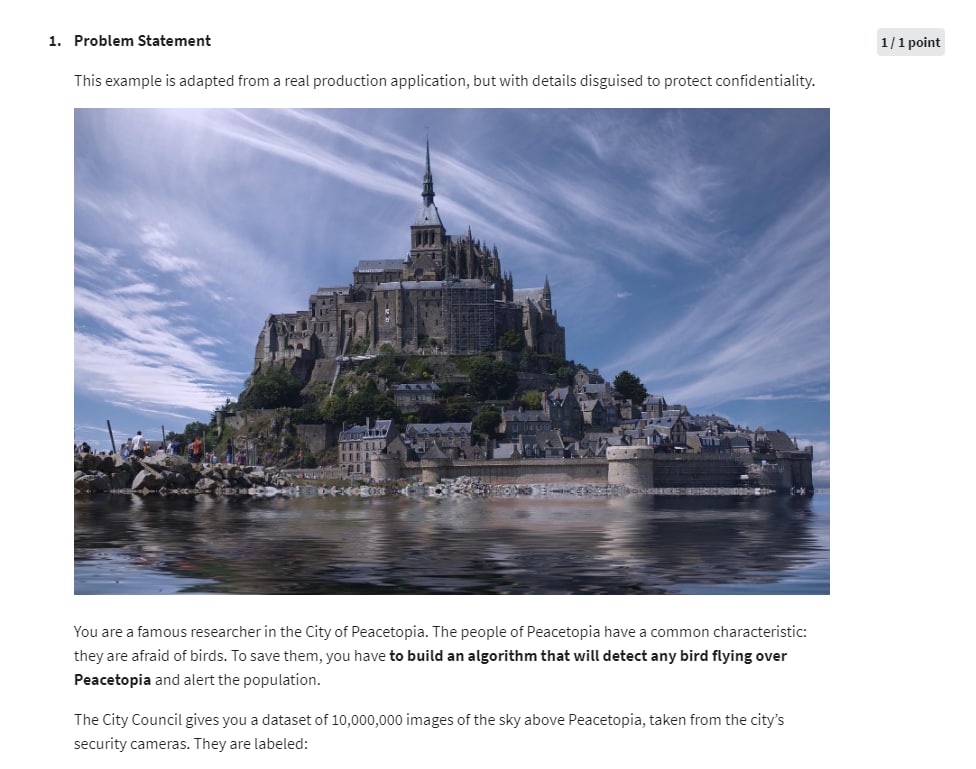 1. Problem Statement
1 / 1 point
This example is adapted from a real production application, but with details disguised to protect confidentiality.
You are a famous researcher in the City of Peacetopia. The people of Peacetopia have a common characteristic:
they are afraid of birds. To save them, you have to build an algorithm that will detect any bird flying over
Peacetopia and alert the population.
The City Council gives you a dataset of 10,000,000 images of the sky above Peacetopia, taken from the city’s
security cameras. They are labeled: